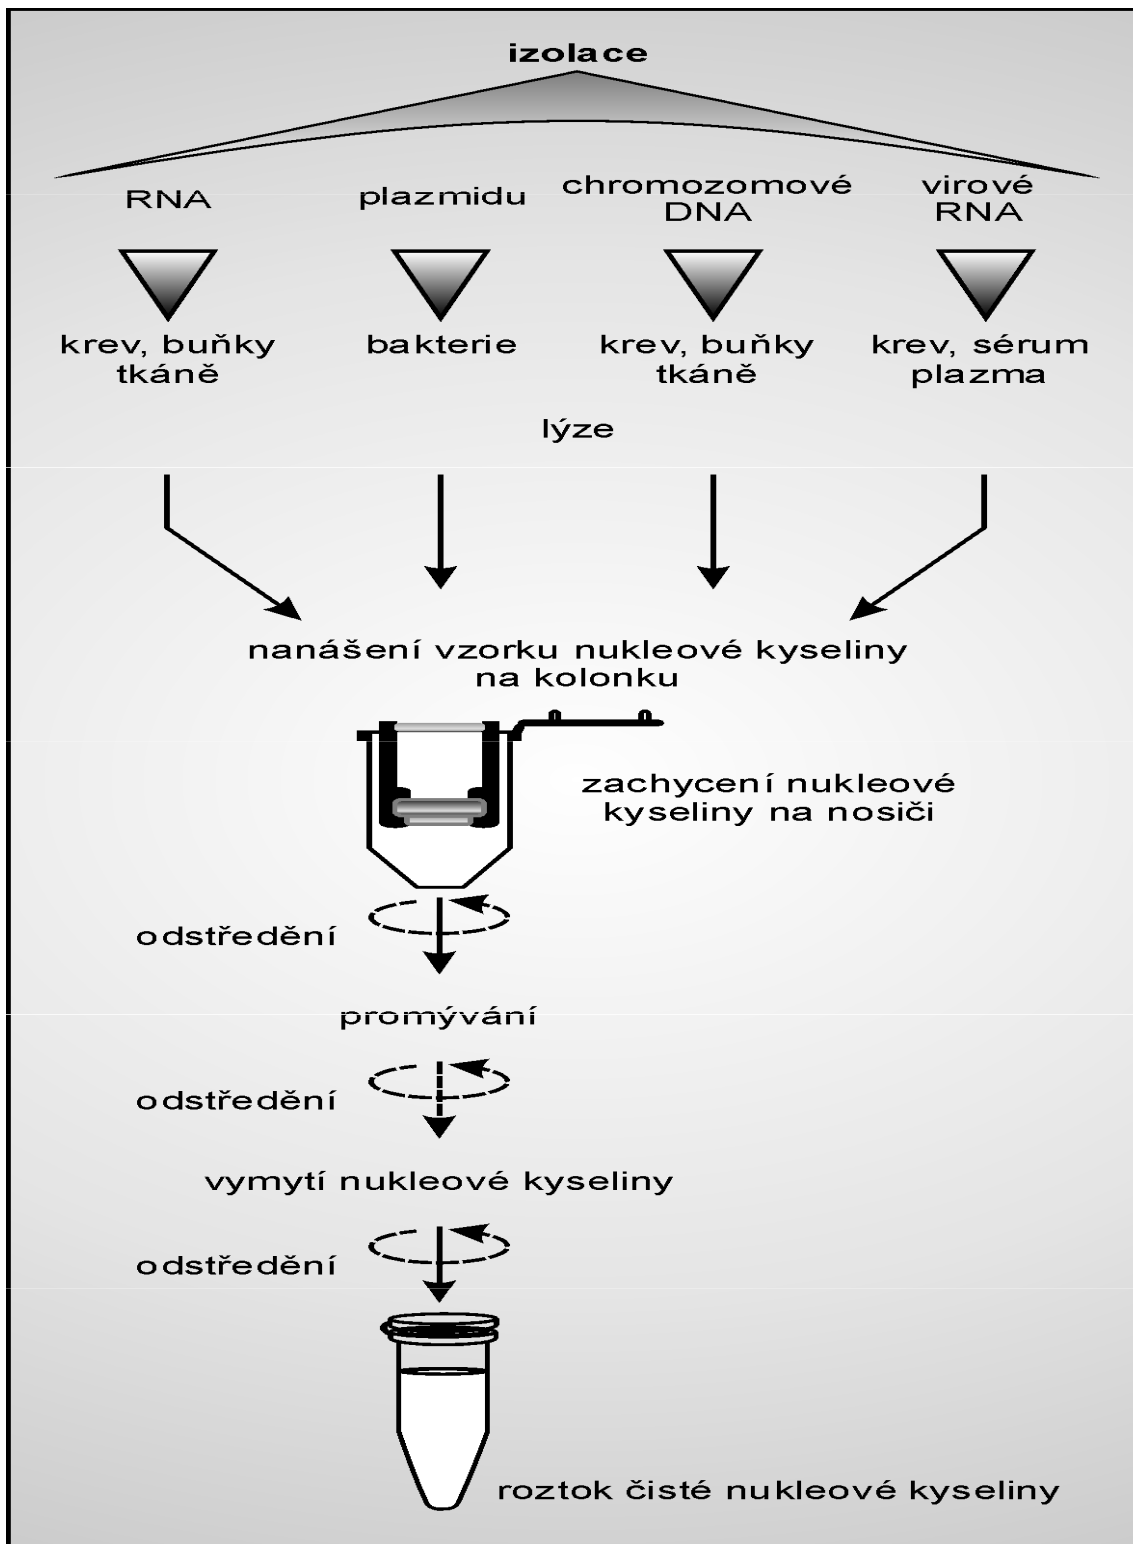 izolace
RNA
plazmidu
chromozomové
DNA
virové
RNA
krev, buňky
tkáně
bakterie
krev, buňky
tkáně
krev, sérum
plazma
lýze
nanášení vzorku nukleové kyseliny
na kolonku
zachycení nukleové
kyseliny na nosiči
odstředění
promývání
odstředění
vymytí nukleové kyseliny
odstředění
roztok čisté nukleové kyseliny